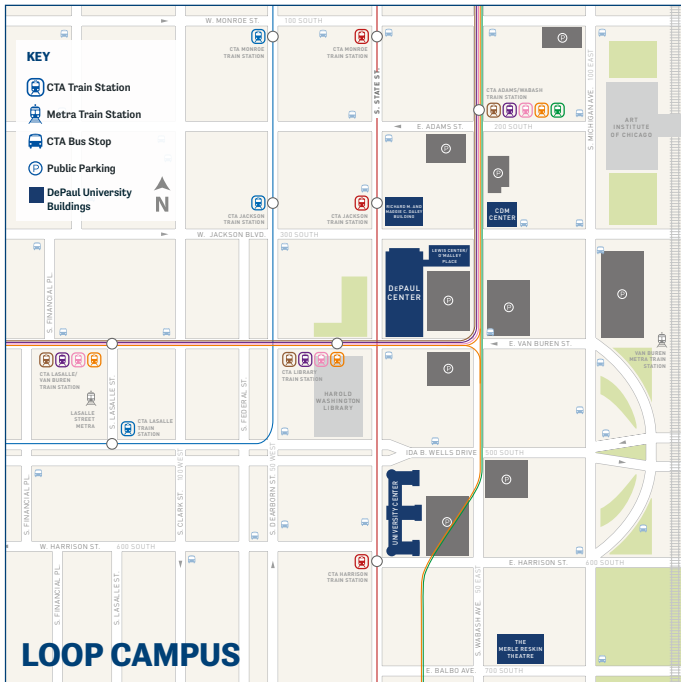 W. MONROE ST.
100 SOUTH
KEY
CTA Train Station
Metra Train Station
CTA Bus Stop
P
Public Parking
DePaul University
Buildings
N
CTA MONROE
TRAIN STATION
CTA MONROE
TRAIN STATION
S. STATE ST.
P
100 EAST
S. MICHIGAN AVE.
CTA ADAMS/WABASH
TRAIN STATION
ART
INSTITUTE
OF CHICAGO
E. ADAMS ST.
200 SOUTH
P
P
CTA JACKSON
TRAIN STATION
CTA JACKSON
TRAIN STATION
RICHARD M. AND
MAGGIE C. DALEY
BUILDING
CDM
CENTER
W. JACKSON BLVD.
300 SOUTH
LEWIS CENTER/
O'MALLEY
PLACE
DEPAUL
CENTER
P
P
P
S. FINANCIAL PL.
E. VAN BUREN ST.
VAN BUREN
METRA TRAIN
STATION
CTA LASALLE/
VAN BUREN
TRAIN STATION
CTA LIBRARY
TRAIN STATION
HAROLD
WASHINGTON
LIBRARY
P
LASALLE
STREET
METRA
S. LASALLE ST.
CTA LASALLE
TRAIN
STATION
S. FEDERAL ST.
IDA B. WELLS DRIVE
500 SOUTH
S. FINANCIAL PL.
100 WEST
S. CLARK ST.
50 WEST
S. DEARBORN ST.
UNIVERSITY CENTER
P
P
W. HARRISON ST.
600 SOUTH
E. HARRISON ST.
600 SOUTH
CTA HARRISON
TRAIN STATION
S. FINANCIAL PL.
S. LASALLE ST.
50 EAST
S. WABASH AVE.
THE
MERLE RESKIN
THEATRE
LOOP CAMPUS
E. BALBO AVE.
700 SOUTH